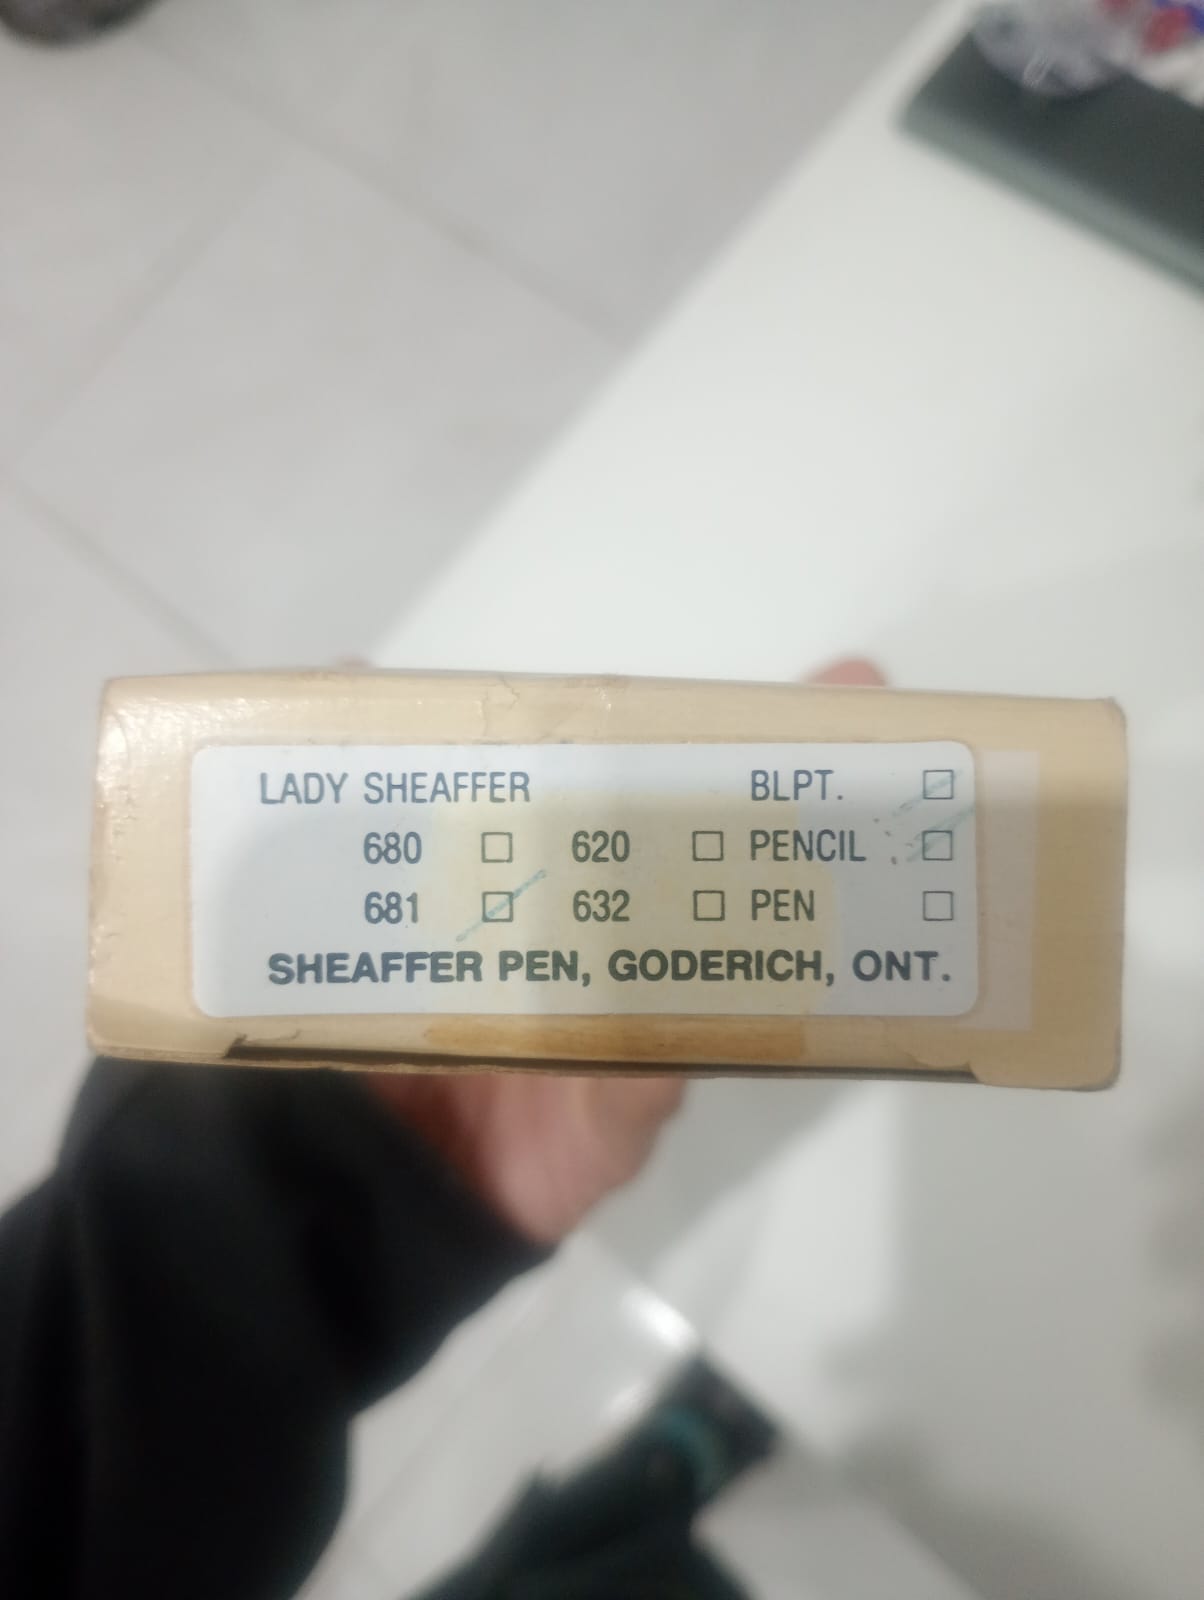 LADY SHEAFFER BLPT. ☑
680 ☐ 620 ☐ PENCIL ☑
681 ☑ 632 ☐ PEN ☐
SHEAFFER PEN, GODERICH, ONT.